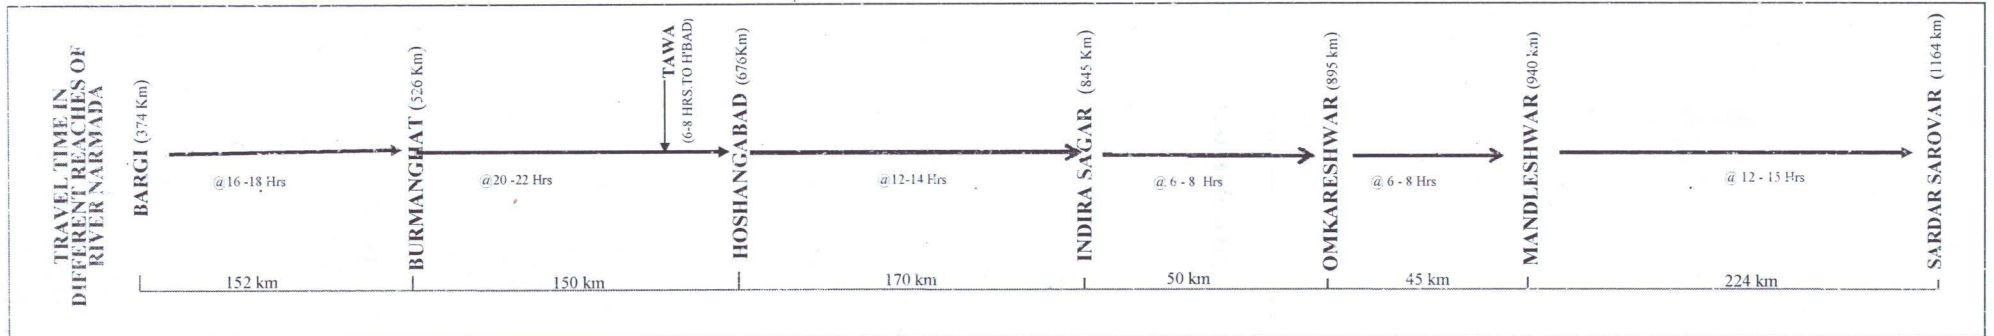 TRAVEL TIME IN
DIFFERENT REACHES OF
RIVER NARMADA
BARGI (374 Km)
BURMANGHAT (526 Km)
TAWA
(6-8 HRS. TO H'BAD)
HOSHANGABAD (676Km)
INDIRA SAGAR (845 Km)
OMKARESHWAR (895 km)
MANDLESHWAR (940 km)
SARDAR SAROVAR (1164 km)
@16 -18 Hrs
@20 -22 Hrs
@12-14 Hrs
@ 6 - 8 Hrs
@ 6 - 8 Hrs
@ 12 - 15 Hrs
152 km
150 km
170 km
50 km
45 km
224 km